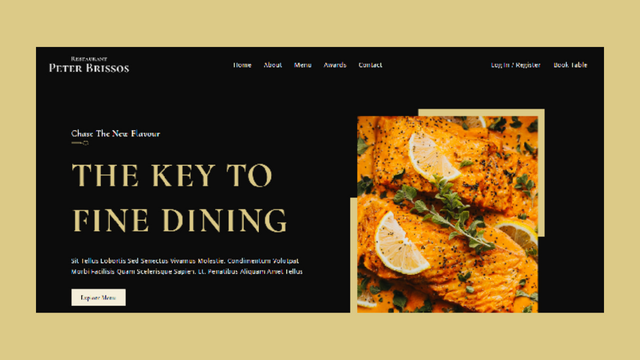 RESTAURANT
PETER BRISSOS
Home About Menu Awards Contact
Log In / Register Book Table
Chase The New Flavour
THE KEY TO
FINE DINING
Sit Tellus Lobortis Sed Senectus Vivamus Molestie. Condimentum Volutpat
Morbi Facilisis Quam Scelerisque Sapien. Et, Penatibus Aliquam Amet Tellus
Explore Menu